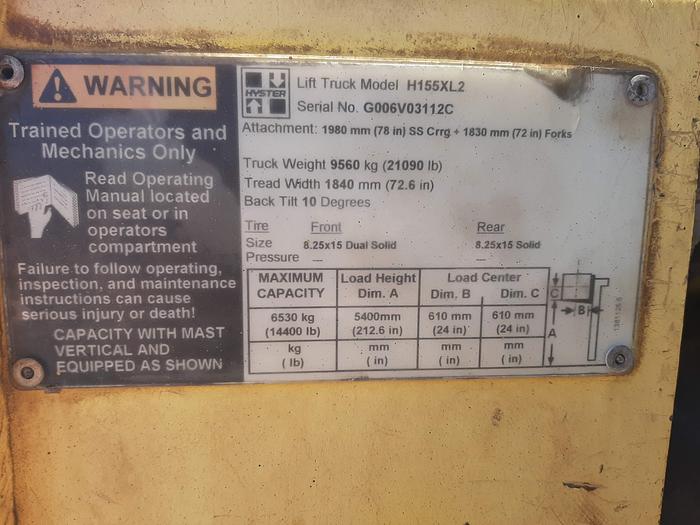 WARNING
Trained Operators and
Mechanics Only
Read Operating
Manual located
on seat or in
operators
compartment
Failure to follow operating,
inspection, and maintenance
instructions can cause
serious injury or death!
CAPACITY WITH MAST
VERTICAL AND
EQUIPPED AS SHOWN
HYSTER
Lift Truck Model H155XL2
Serial No. G006V03112C
Attachment: 1980 mm (78 in) SS Crrg + 1830 mm (72 in) Forks
Truck Weight 9560 kg (21090 lb)
Tread Width 1840 mm (72.6 in)
Back Tilt 10 Degrees
Tire Front Rear
Size 8.25x15 Dual Solid 8.25x15 Solid
Pressure — —
MAXIMUM CAPACITY Load Height Dim. A Load Center Dim. B Dim. C
6530 kg (14400 lb) 5400mm (212.6 in) 610 mm (24 in) 610 mm (24 in)
kg ( lb) mm ( in) mm ( in) mm ( in)
C
B
A